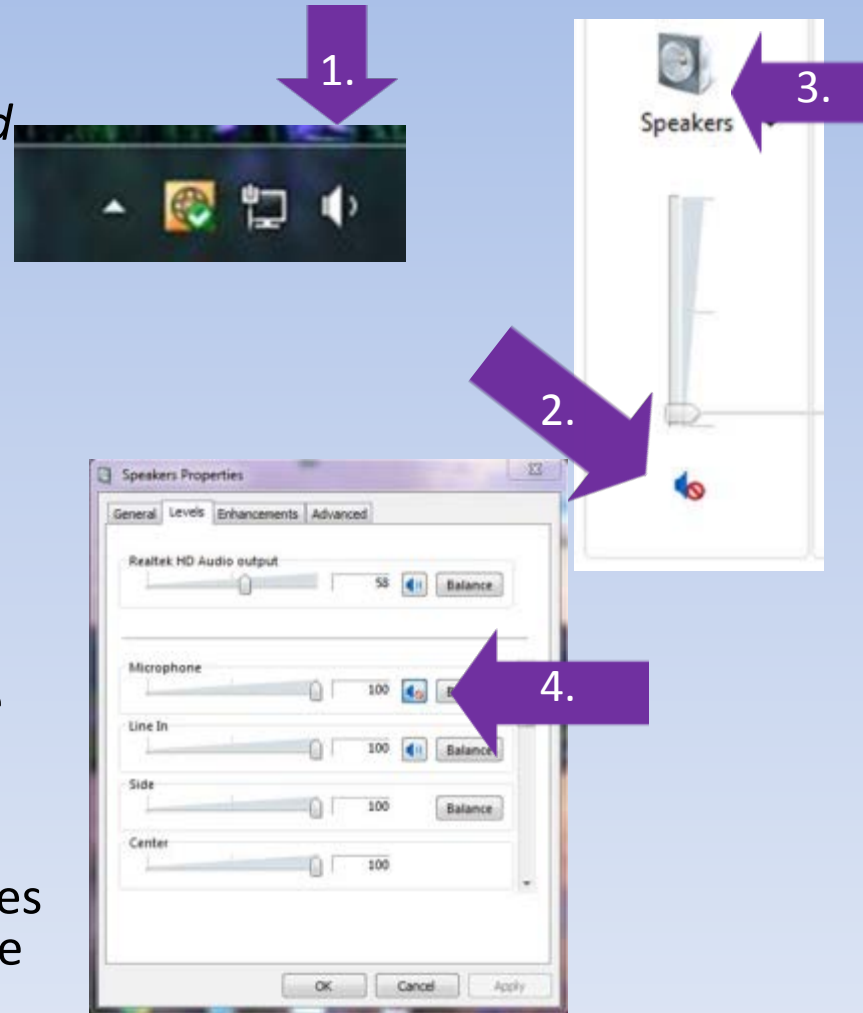 1.
3.
d
Speakers
2.
Speakers Properties
General Levels Enhancements Advanced
Realtek HD Audio output
58 Balance
Microphone
100
4.
Line In
100 Balance
Side
100 Balance
Center
100
es
e
OK Cancel Apply